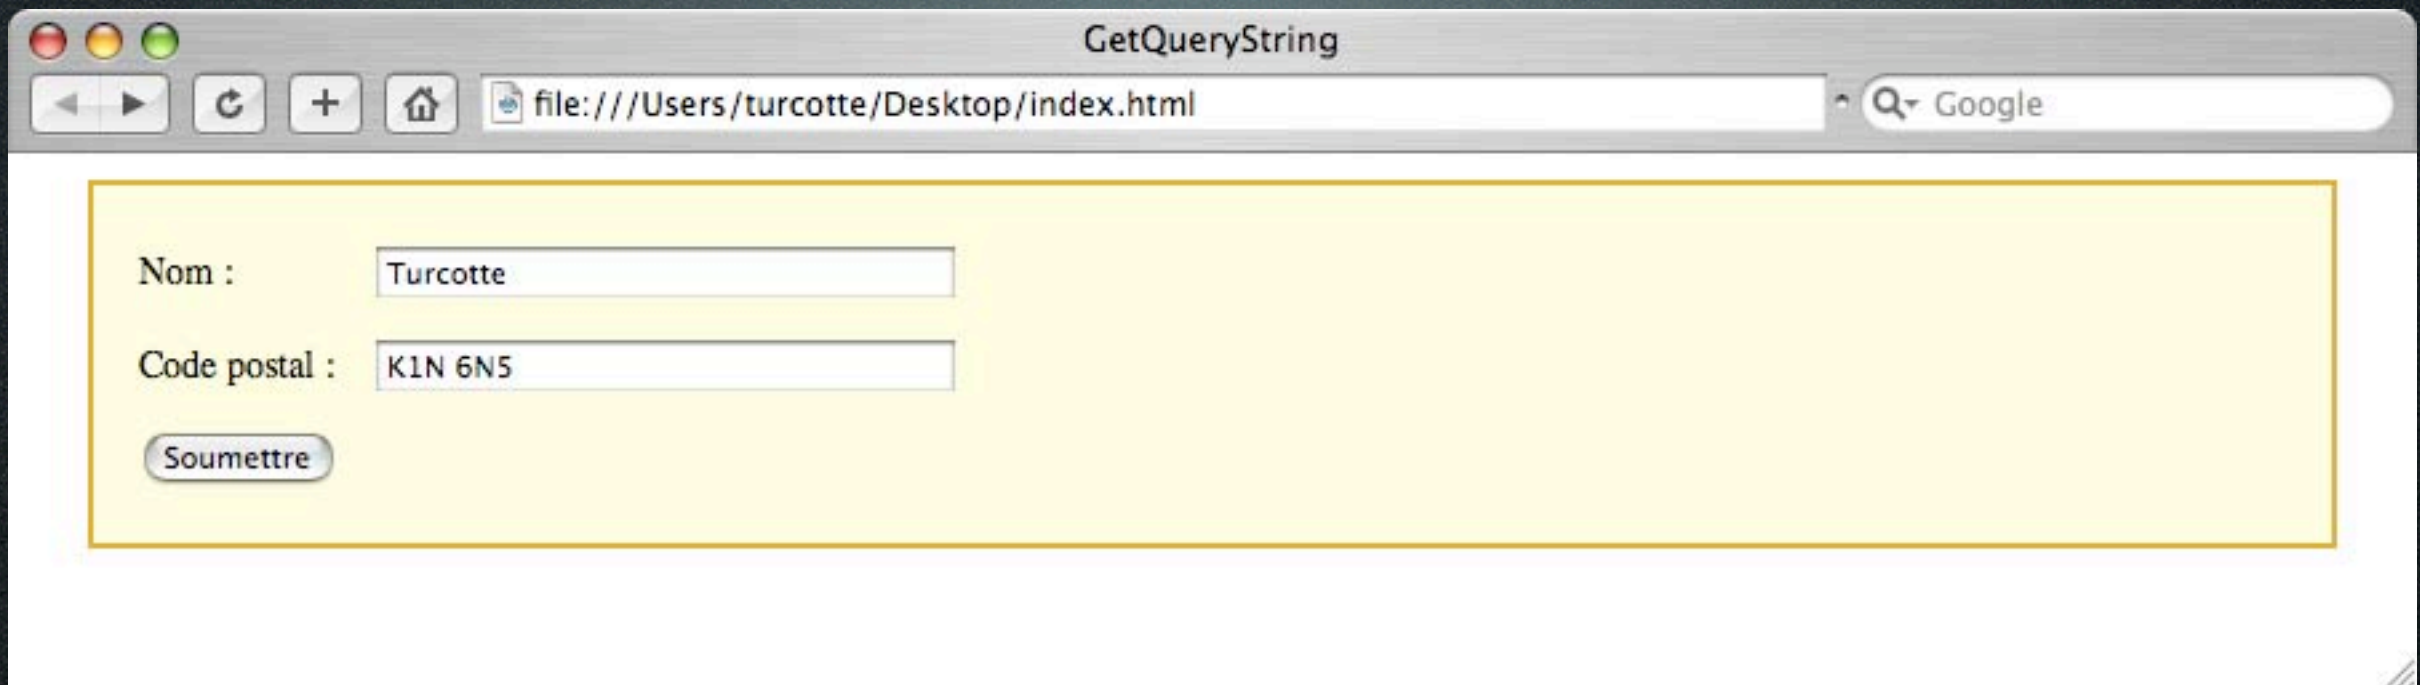 GetQueryString
file:///Users/turcotte/Desktop/index.html
Google
Nom : Turcotte
Code postal : K1N 6N5
Soumettre